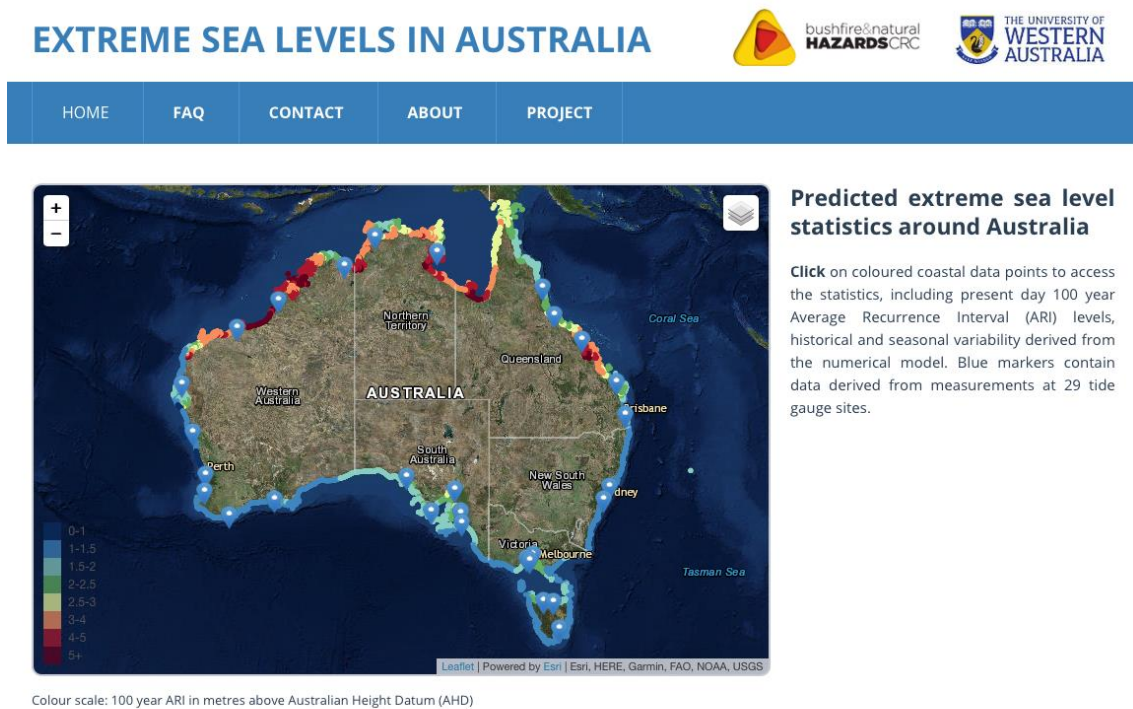 EXTREME SEA LEVELS IN AUSTRALIA
bushfire&natural
HAZARDSCRC
THE UNIVERSITY OF
WESTERN
AUSTRALIA
HOME
FAQ
CONTACT
ABOUT
PROJECT
+
−
Predicted extreme sea level
statistics around Australia
Click on coloured coastal data points to access
the statistics, including present day 100 year
Average Recurrence Interval (ARI) levels,
historical and seasonal variability derived from
the numerical model. Blue markers contain
data derived from measurements at 29 tide
gauge sites.
Northern
Territory
Coral Sea
Queensland
Western
Australia
AUSTRALIA
risbane
South
Australia
Perth
New South
Wales
dney
Victoria
Melbourne
Tasman Sea
0-1
1-1.5
1.5-2
2-2.5
2.5-3
3-4
4-5
5+
Leaflet | Powered by Esri | Esri, HERE, Garmin, FAO, NOAA, USGS
Colour scale: 100 year ARI in metres above Australian Height Datum (AHD)